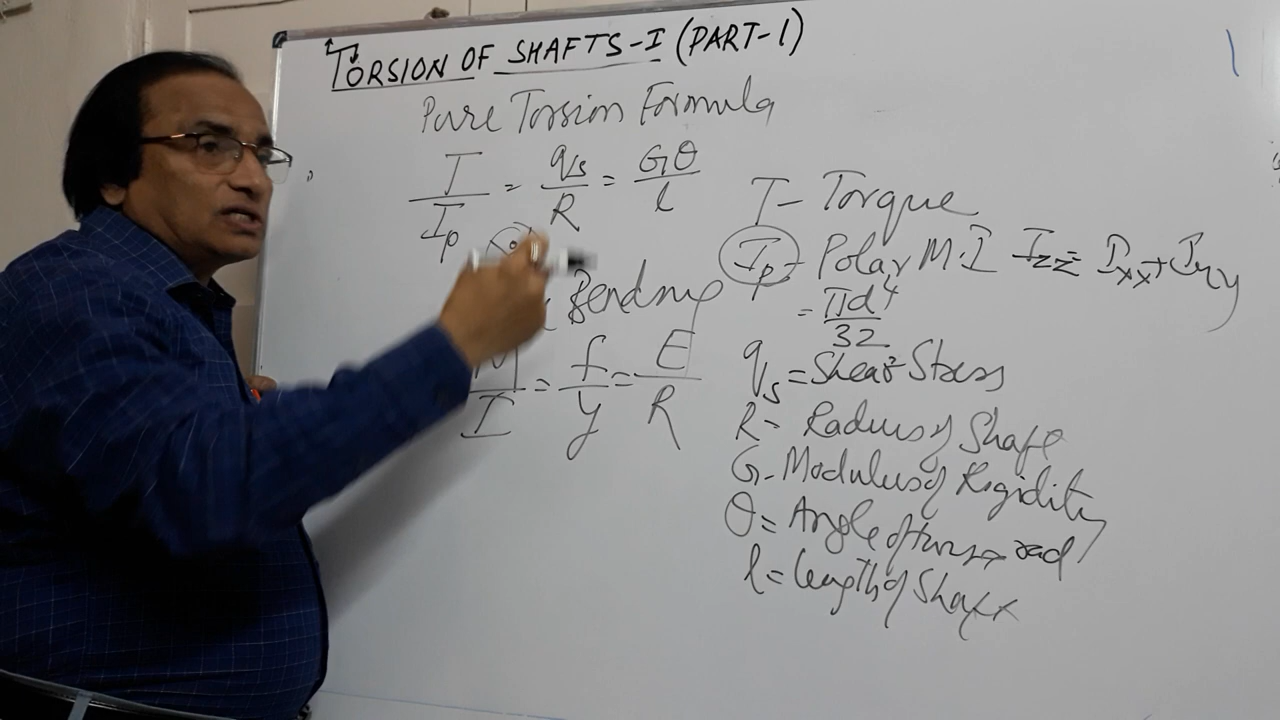 TORSION OF SHAFTS-I (PART-1)
Pure Torsion Formula
T/Ip = qs/R = Gθ/l
T - Torque
Ip - Polar M.I Izz = Ixx + Iyy
= πd⁴/32
Bending
M/I = f/y = E/R
qs = Shear Stress
R - Radius of Shaft
G - Modulus of Rigidity
θ = Angle of twist rad
l = length of Shaft